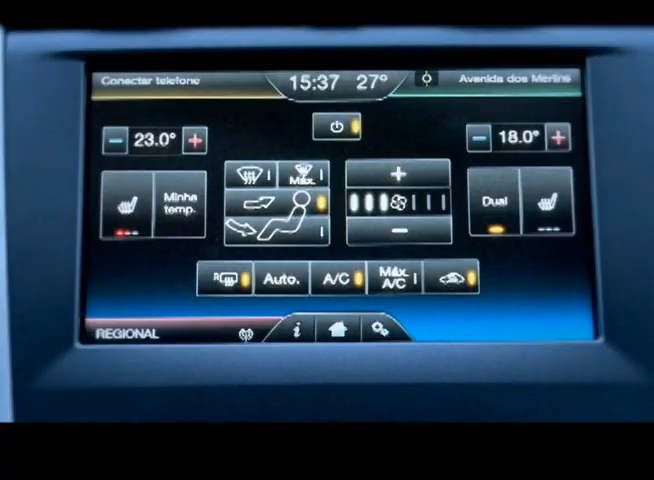 Conectar telefone 15:37 27° Avenida dos Merlins
− 23.0° + − 18.0° +
Máx.
Minha
temp.
Dual
R Auto. A/C Máx.
A/C
REGIONAL i